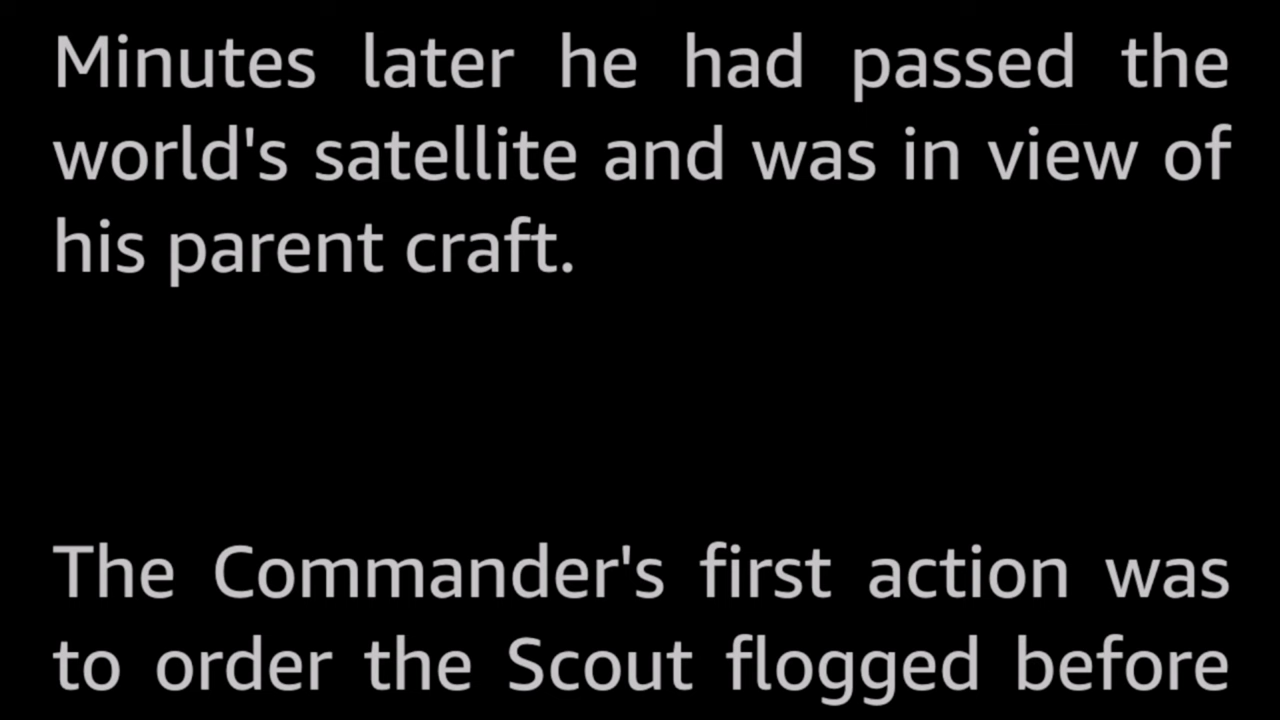 Minutes later he had passed the
world's satellite and was in view of
his parent craft.
The Commander's first action was
to order the Scout flogged before